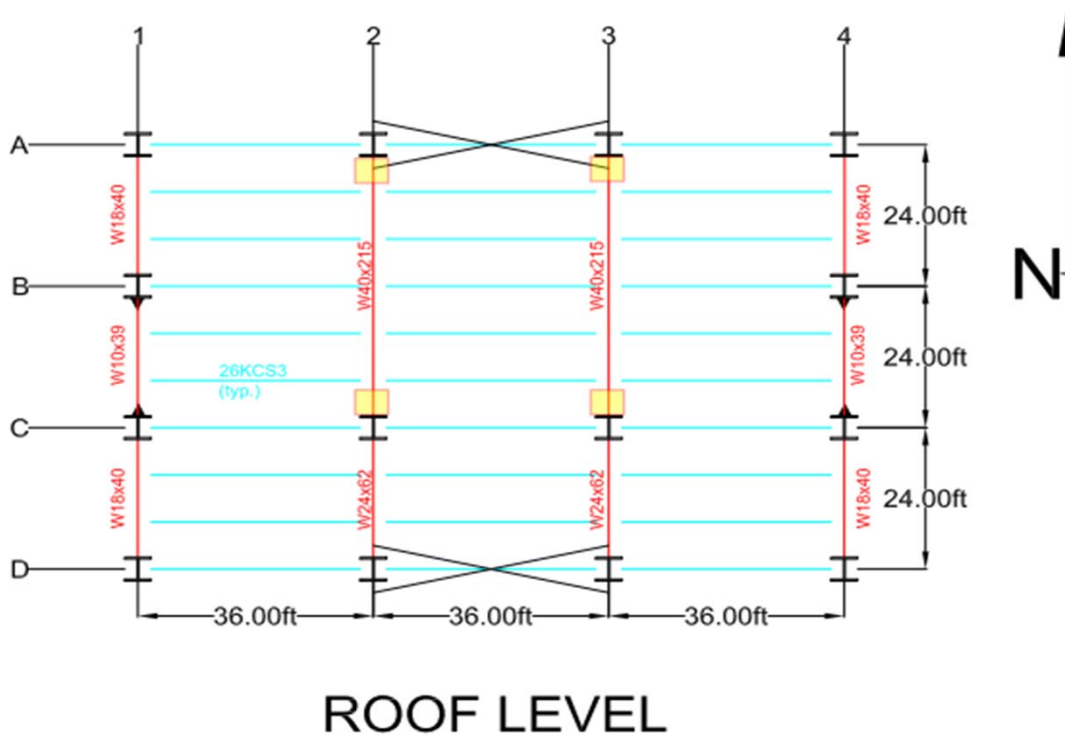 1
2
3
4
A
W18x40
W18x40
24.00ft
W40x215
W40x215
B
N
W10x39
W10x39
24.00ft
26KCS3
(typ.)
C
W18x40
W24x62
W24x62
W18x40
24.00ft
D
36.00ft
36.00ft
36.00ft
ROOF LEVEL